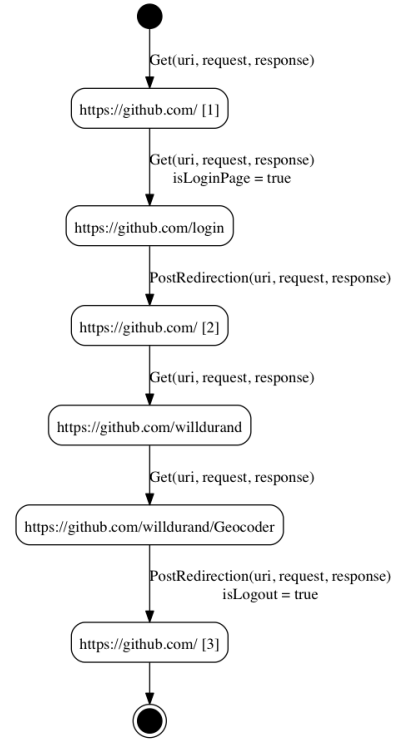 Get(uri, request, response)
https://github.com/ [1]
Get(uri, request, response)
isLoginPage = true
https://github.com/login
PostRedirection(uri, request, response)
https://github.com/ [2]
Get(uri, request, response)
https://github.com/willdurand
Get(uri, request, response)
https://github.com/willdurand/Geocoder
PostRedirection(uri, request, response)
isLogout = true
https://github.com/ [3]